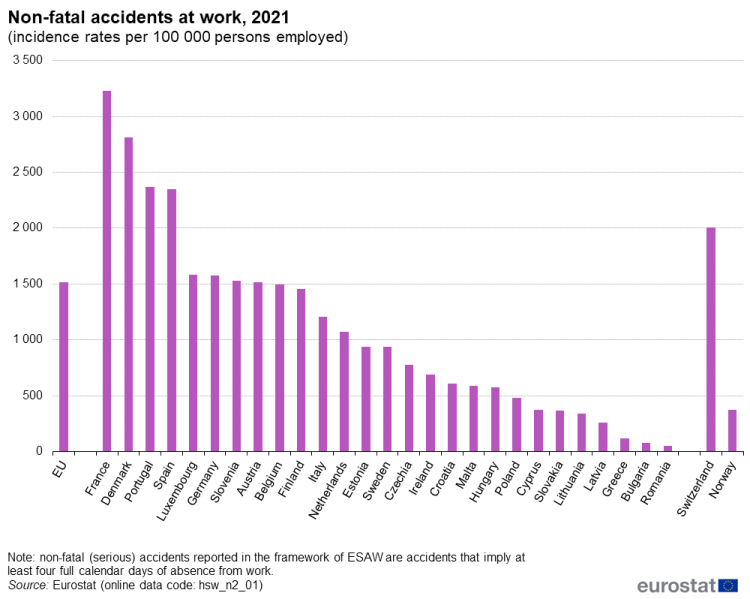 Non-fatal accidents at work, 2021
(incidence rates per 100 000 persons employed)
3 500
3 000
2 500
2 000
1 500
1 000
500
0
EU
France
Denmark
Portugal
Spain
Luxembourg
Germany
Slovenia
Austria
Belgium
Finland
Italy
Netherlands
Estonia
Sweden
Czechia
Ireland
Croatia
Malta
Hungary
Poland
Cyprus
Slovakia
Lithuania
Latvia
Greece
Bulgaria
Romania
Switzerland
Norway
Note: non-fatal (serious) accidents reported in the framework of ESAW are accidents that imply at
least four full calendar days of absence from work.
Source: Eurostat (online data code: hsw_n2_01)
eurostat